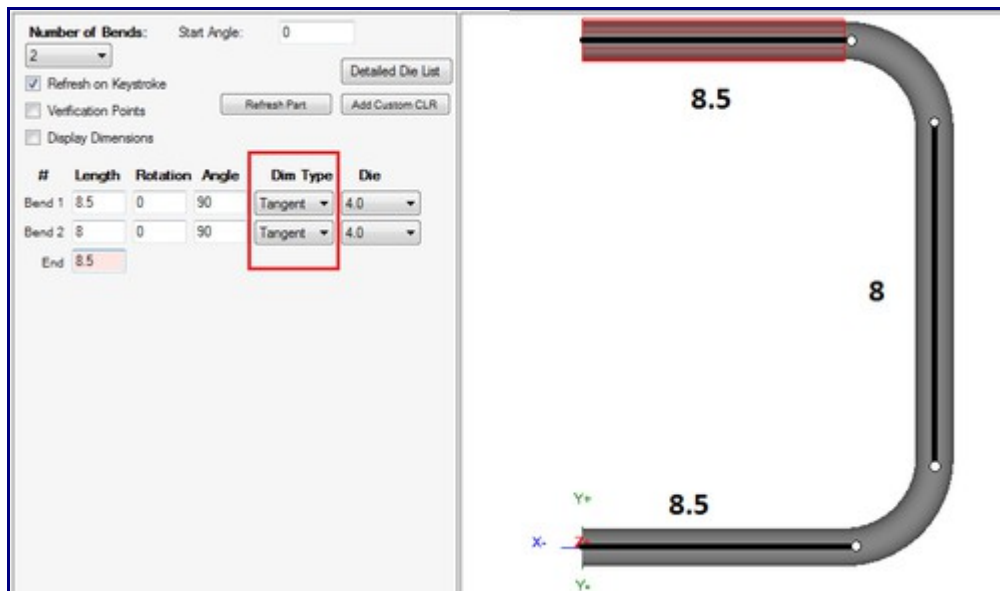 Number of Bends: Start Angle: 0
2
Refresh on Keystroke
Detailed Die List
Verfication Points
Refresh Part
Add Custom CLR
Display Dimensions
# Length Rotation Angle Dim Type Die
Bend 1 8.5 0 90 Tangent 4.0
Bend 2 8 0 90 Tangent 4.0
End 8.5
8.5
8
8.5
Y+
X-
Y-